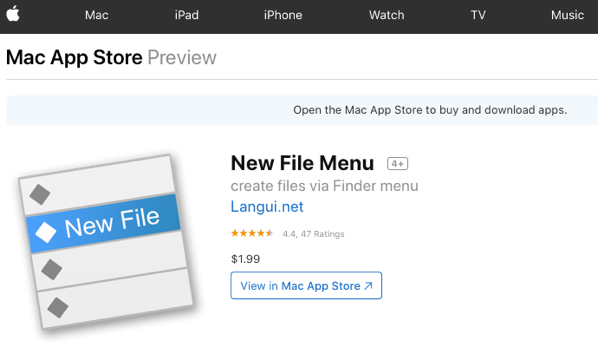 Mac iPad iPhone Watch TV Music
Mac App Store Preview
Open the Mac App Store to buy and download apps.
New File Menu 4+
create files via Finder menu
Langui.net
4.4, 47 Ratings
$1.99
View in Mac App Store ↗
New File